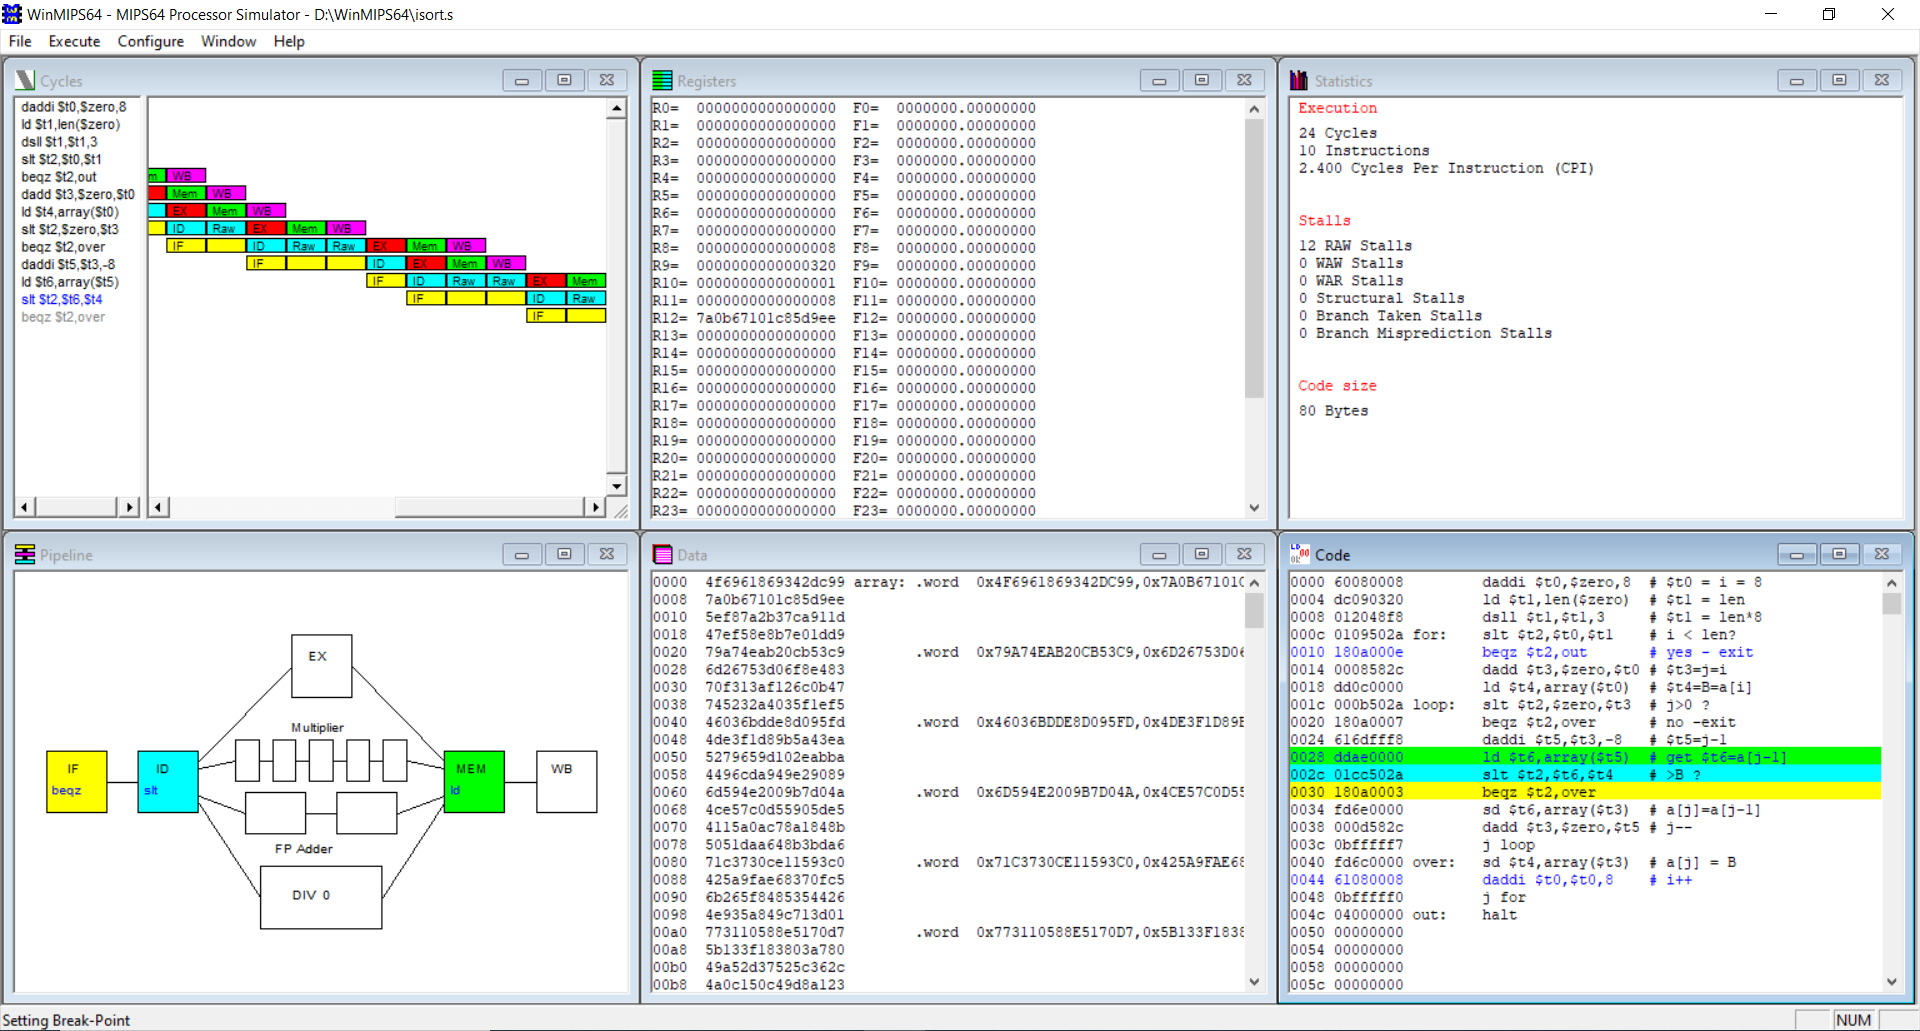 WinMIPS64 - MIPS64 Processor Simulator - D:\WinMIPS64\isort.s
File Execute Configure Window Help
Cycles
daddi $t0,$zero,8
ld $t1,len($zero)
dsll $t1,$t1,3
slt $t2,$t0,$t1
beqz $t2,out
dadd $t3,$zero,$t0
ld $t4,array($t0)
slt $t2,$zero,$t3
beqz $t2,over
daddi $t5,$t3,-8
ld $t6,array($t5)
slt $t2,$t6,$t4
beqz $t2,over
WB
Mem WB
EX Mem WB
ID Raw EX Mem WB
IF ID Raw Raw EX Mem WB
IF ID EX Mem WB
IF ID Raw Raw EX Mem
IF ID Raw
IF
Registers
R0= 0000000000000000 F0= 0000000.00000000
R1= 0000000000000000 F1= 0000000.00000000
R2= 0000000000000000 F2= 0000000.00000000
R3= 0000000000000000 F3= 0000000.00000000
R4= 0000000000000000 F4= 0000000.00000000
R5= 0000000000000000 F5= 0000000.00000000
R6= 0000000000000000 F6= 0000000.00000000
R7= 0000000000000000 F7= 0000000.00000000
R8= 0000000000000008 F8= 0000000.00000000
R9= 0000000000000320 F9= 0000000.00000000
R10= 0000000000000001 F10= 0000000.00000000
R11= 0000000000000008 F11= 0000000.00000000
R12= 7a0b67101c85d9ee F12= 0000000.00000000
R13= 0000000000000000 F13= 0000000.00000000
R14= 0000000000000000 F14= 0000000.00000000
R15= 0000000000000000 F15= 0000000.00000000
R16= 0000000000000000 F16= 0000000.00000000
R17= 0000000000000000 F17= 0000000.00000000
R18= 0000000000000000 F18= 0000000.00000000
R19= 0000000000000000 F19= 0000000.00000000
R20= 0000000000000000 F20= 0000000.00000000
R21= 0000000000000000 F21= 0000000.00000000
R22= 0000000000000000 F22= 0000000.00000000
R23= 0000000000000000 F23= 0000000.00000000
Statistics
Execution
24 Cycles
10 Instructions
2.400 Cycles Per Instruction (CPI)
Stalls
12 RAW Stalls
0 WAW Stalls
0 WAR Stalls
0 Structural Stalls
0 Branch Taken Stalls
0 Branch Misprediction Stalls
Code size
80 Bytes
Pipeline
EX
Multiplier
IF
beqz
ID
slt
MEM
ld
WB
FP Adder
DIV 0
Data
0000 4f6961869342dc99 array: .word 0x4F6961869342DC99,0x7A0B67101C
0008 7a0b67101c85d9ee
0010 5ef87a2b37ca911d
0018 47ef58e8b7e01dd9
0020 79a74eab20cb53c9 .word 0x79A74EAB20CB53C9,0x6D26753D06
0028 6d26753d06f8e483
0030 70f313af126c0b47
0038 745232a4035f1ef5
0040 46036bdde8d095fd .word 0x46036BDDE8D095FD,0x4DE3F1D89B
0048 4de3f1d89b5a43ea
0050 5279659d102eabba
0058 4496cda949e29089
0060 6d594e2009b7d04a .word 0x6D594E2009B7D04A,0x4CE57C0D55
0068 4ce57c0d55905de5
0070 4115a0ac78a1848b
0078 5051daa648b3bda6
0080 71c3730ce11593c0 .word 0x71C3730CE11593C0,0x425A9FAE68
0088 425a9fae68370fc5
0090 6b265f8485354426
0098 4e935a849c713d01
00a0 773110588e5170d7 .word 0x773110588E5170D7,0x5B133F1838
00a8 5b133f183803a780
00b0 49a52d37525c362c
00b8 4a0c150c49d8a123
Code
0000 60080008 daddi $t0,$zero,8 # $t0 = i = 8
0004 dc090320 ld $t1,len($zero) # $t1 = len
0008 012048f8 dsll $t1,$t1,3 # $t1 = len*8
000c 0109502a for: slt $t2,$t0,$t1 # i < len?
0010 180a000e beqz $t2,out # yes - exit
0014 0008582c dadd $t3,$zero,$t0 # $t3=j=i
0018 dd0c0000 ld $t4,array($t0) # $t4=B=a[i]
001c 000b502a loop: slt $t2,$zero,$t3 # j>0 ?
0020 180a0007 beqz $t2,over # no -exit
0024 616dfff8 daddi $t5,$t3,-8 # $t5=j-1
0028 ddae0000 ld $t6,array($t5) # get $t6=a[j-1]
002c 01cc502a slt $t2,$t6,$t4 # >B ?
0030 180a0003 beqz $t2,over
0034 fd6e0000 sd $t6,array($t3) # a[j]=a[j-1]
0038 000d582c dadd $t3,$zero,$t5 # j--
003c 0bfffff7 j loop
0040 fd6c0000 over: sd $t4,array($t3) # a[j] = B
0044 61080008 daddi $t0,$t0,8 # i++
0048 0bfffff0 j for
004c 04000000 out: halt
0050 00000000
0054 00000000
0058 00000000
005c 00000000
Setting Break-Point
NUM